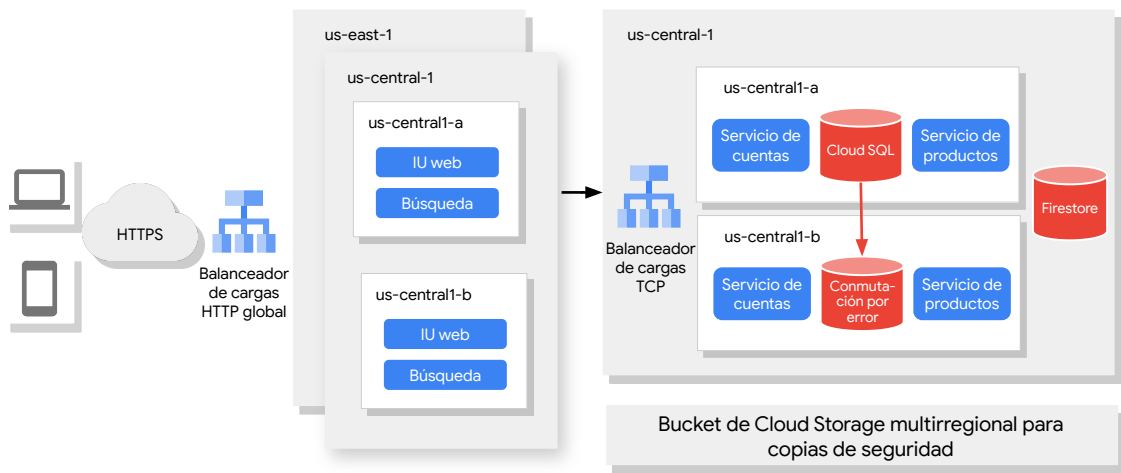 HTTPS
Balanceador
de cargas
HTTP global
us-east-1
us-central-1
us-central1-a
IU web
Búsqueda
us-central1-b
IU web
Búsqueda
Balanceador
de cargas
TCP
us-central-1
us-central1-a
Servicio de
cuentas
Cloud SQL
Servicio de
productos
us-central1-b
Servicio de
cuentas
Conmuta-
ción por
error
Servicio de
productos
Firestore
Bucket de Cloud Storage multirregional para
copias de seguridad